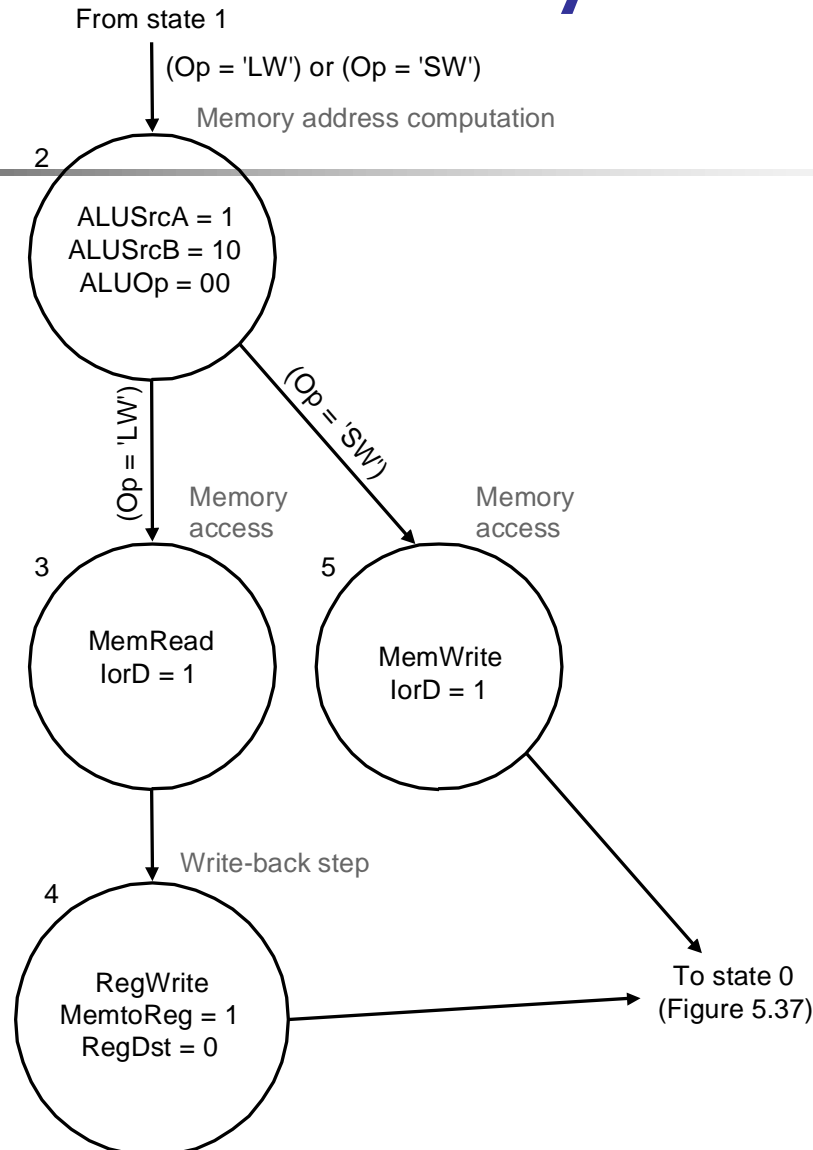 From state 1
(Op = 'LW') or (Op = 'SW')
Memory address computation
2
ALUSrcA = 1
ALUSrcB = 10
ALUOp = 00
(Op = 'LW')
(Op = 'SW')
Memory
access
Memory
access
3
MemRead
IorD = 1
5
MemWrite
IorD = 1
Write-back step
4
RegWrite
MemtoReg = 1
RegDst = 0
To state 0
(Figure 5.37)